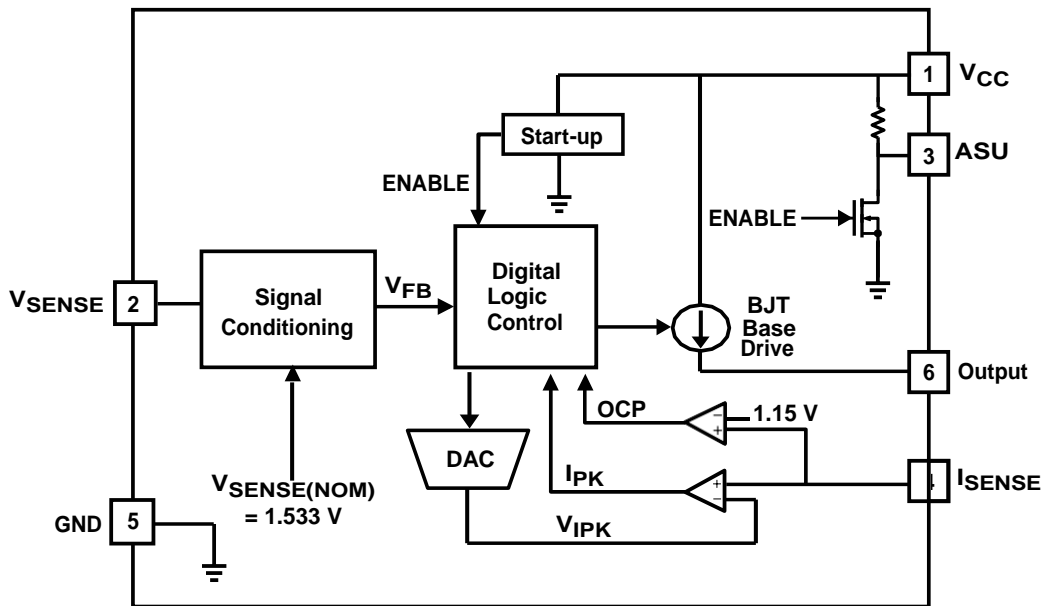 1
VCC
Start-up
3
ASU
ENABLE
ENABLE
VSENSE
2
Signal
Conditioning
VFB
Digital
Logic
Control
BJT
Base
Drive
6
Output
OCP
−
+
1.15 V
DAC
IPK
+
−
4
ISENSE
VSENSE(NOM)
= 1.533 V
VIPK
GND
5